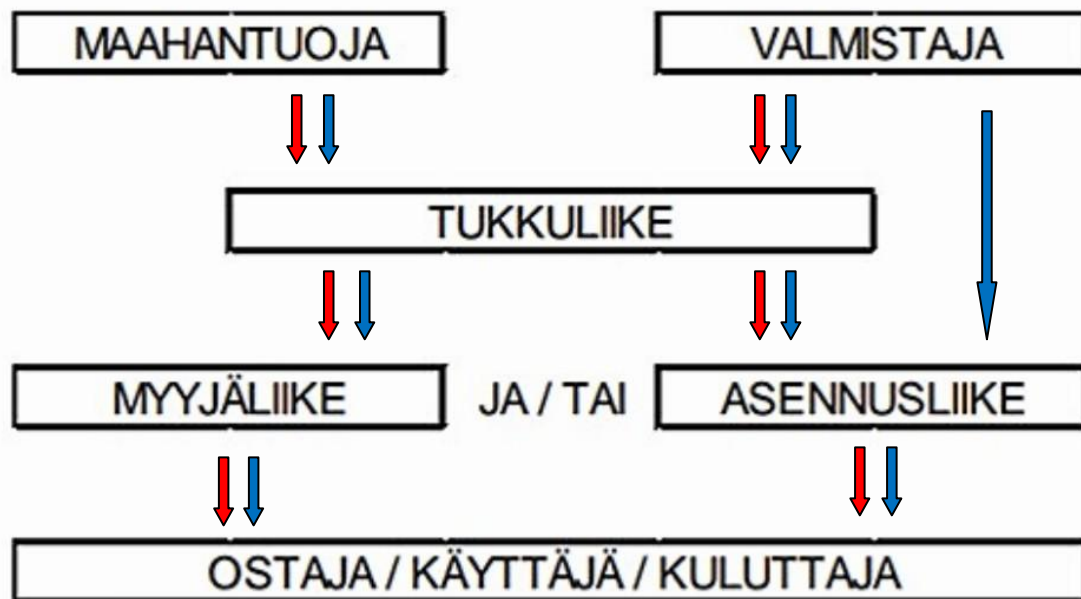 MAAHANTUOJA
VALMISTAJA
TUKKULIIKE
MYYJÄLIIKE JA / TAI ASENNUSLIIKE
OSTAJA / KÄYTTÄJÄ / KULUTTAJA